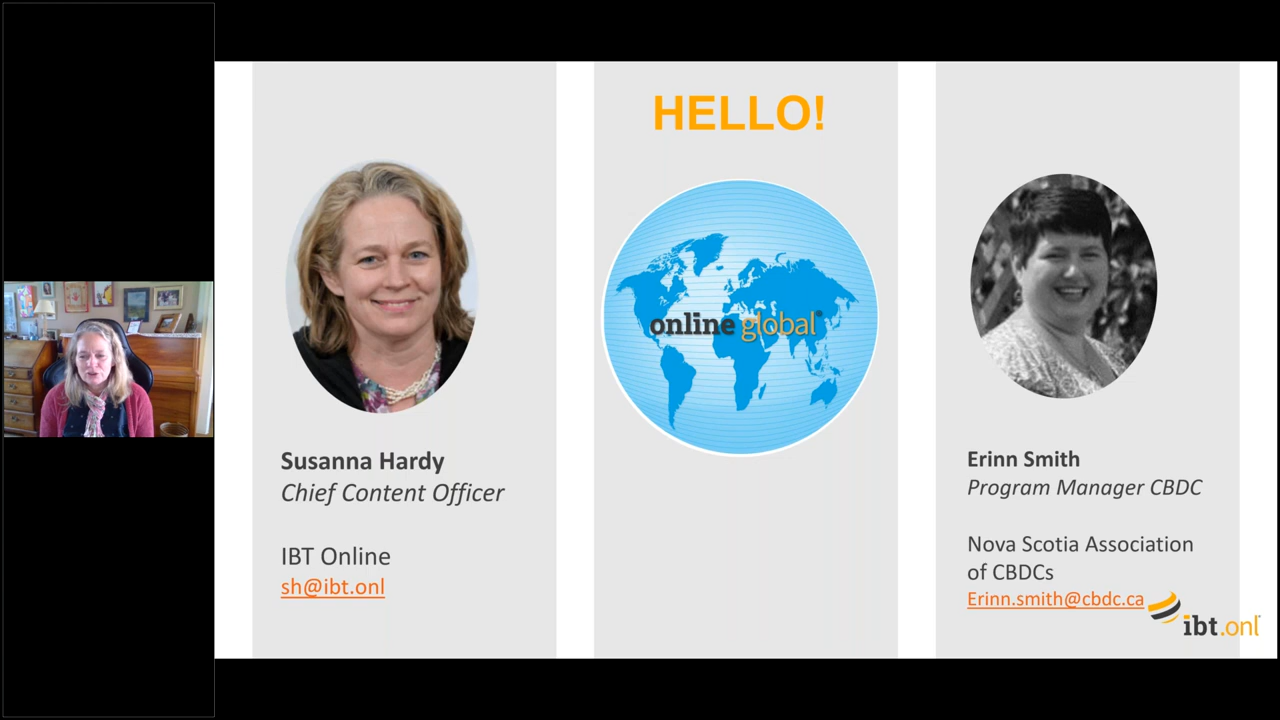 HELLO!
online global®
Susanna Hardy
Chief Content Officer
IBT Online
sh@ibt.onl
Erinn Smith
Program Manager CBDC
Nova Scotia Association
of CBDCs
Erinn.smith@cbdc.ca
ibt.onl